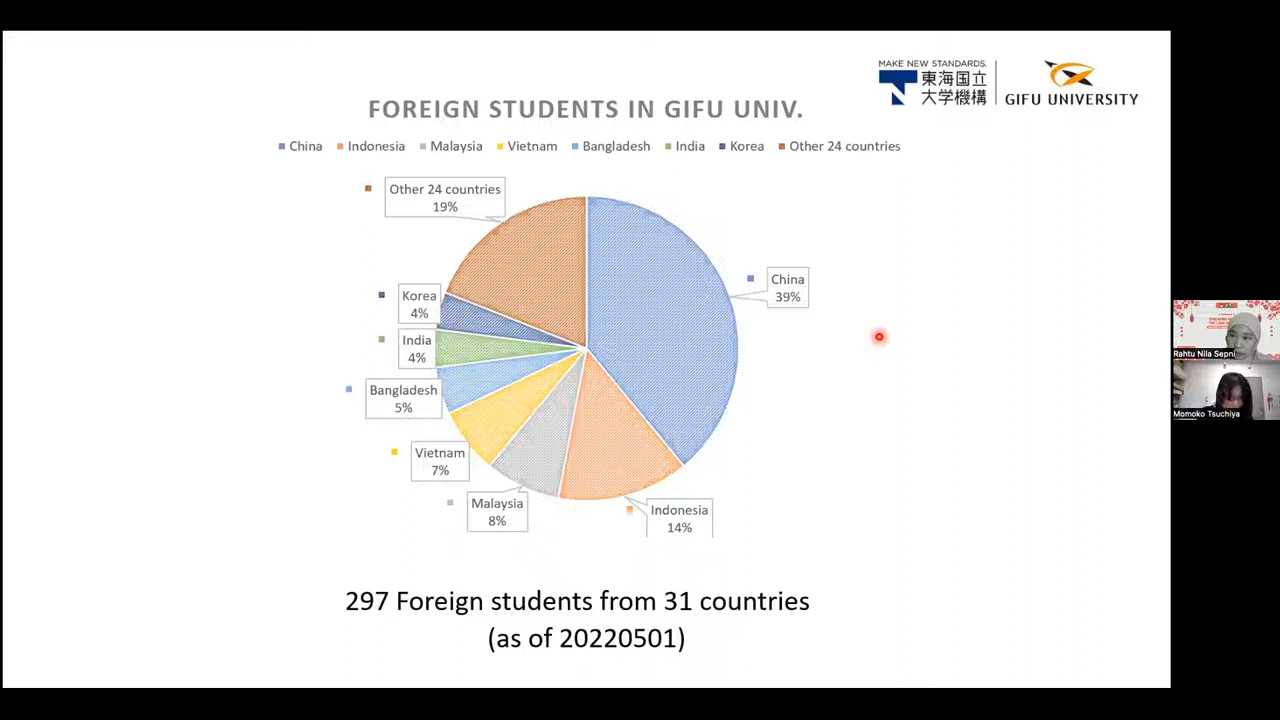 MAKE NEW STANDARDS.
東海国立
大学機構
GIFU UNIVERSITY
FOREIGN STUDENTS IN GIFU UNIV.
China Indonesia Malaysia Vietnam Bangladesh India Korea Other 24 countries
Other 24 countries
19%
China
39%
Korea
4%
India
4%
Bangladesh
5%
Vietnam
7%
Malaysia
8%
Indonesia
14%
297 Foreign students from 31 countries
(as of 20220501)
Rahtu Nila Sepni
Momoko Tsuchiya